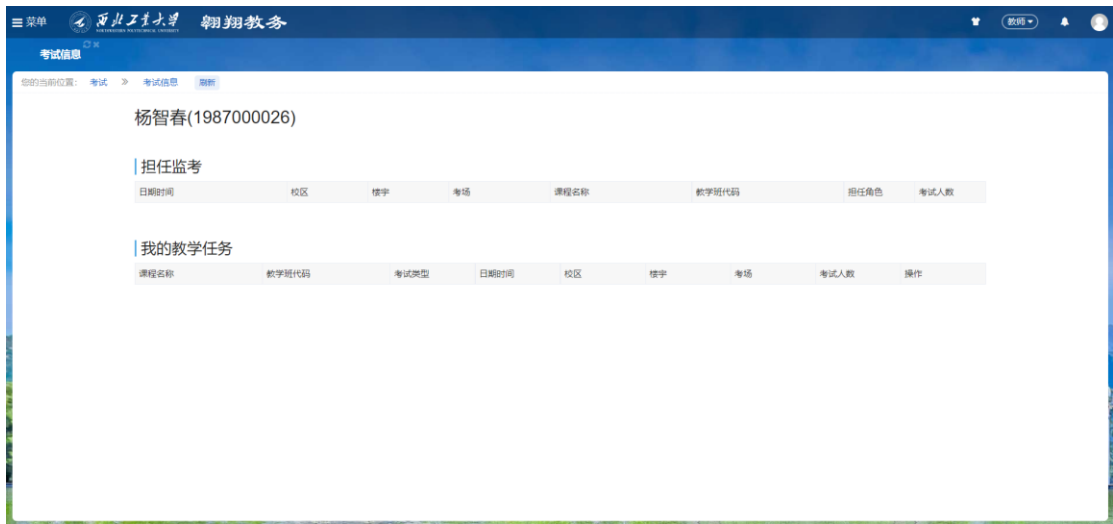 菜单 西北工业大学 翱翔教务 教师
NORTHWESTERN POLYTECHNICAL UNIVERSITY
考试信息
您的当前位置： 考试 » 考试信息 刷新
杨智春(1987000026)
担任监考
日期时间 校区 楼宇 考场 课程名称 教学班代码 担任角色 考试人数
我的教学任务
课程名称 教学班代码 考试类型 日期时间 校区 楼宇 考场 考试人数 操作